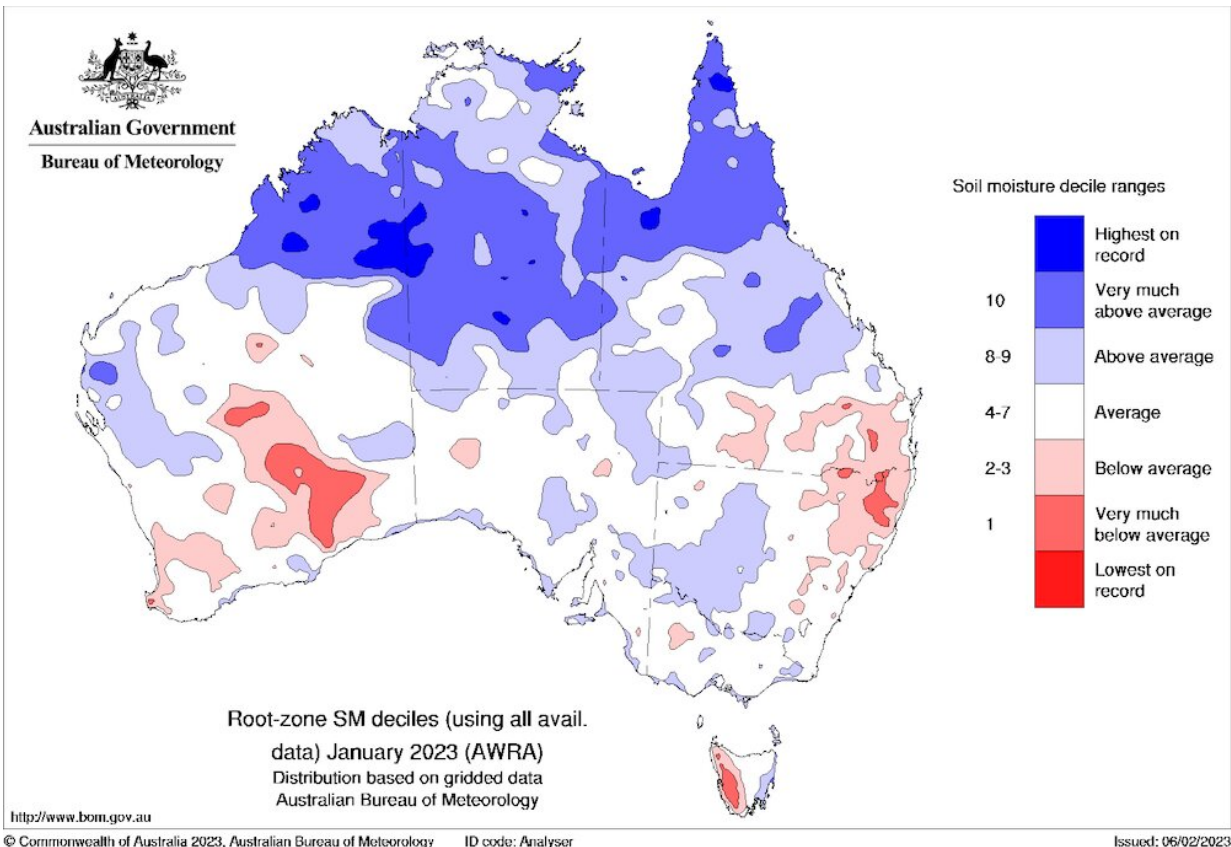 AUSTRALIA
Australian Government
Bureau of Meteorology
Soil moisture decile ranges
Highest on
record
10
Very much
above average
8-9
Above average
4-7
Average
2-3
Below average
1
Very much
below average
Lowest on
record
Root-zone SM deciles (using all avail.
data) January 2023 (AWRA)
Distribution based on gridded data
Australian Bureau of Meteorology
http://www.bom.gov.au
© Commonwealth of Australia 2023, Australian Bureau of Meteorology
ID code: Analyser
Issued: 06/02/2023